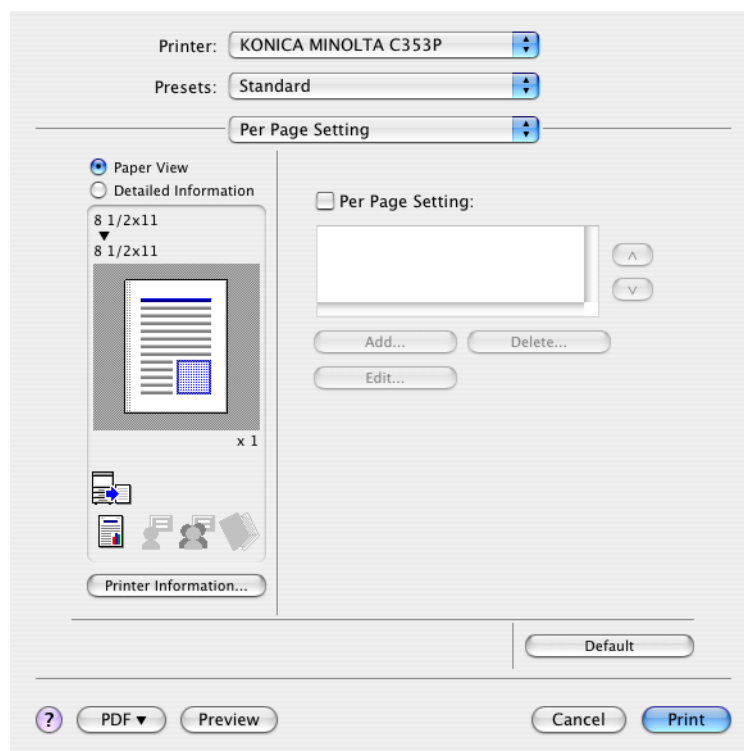 Printer: KONICA MINOLTA C353P
Presets: Standard
Per Page Setting
Paper View
Detailed Information
8 1/2x11
8 1/2x11
x 1
Printer Information...
Per Page Setting:
Add...
Delete...
Edit...
Default
?
PDF▼
Preview
Cancel
Print